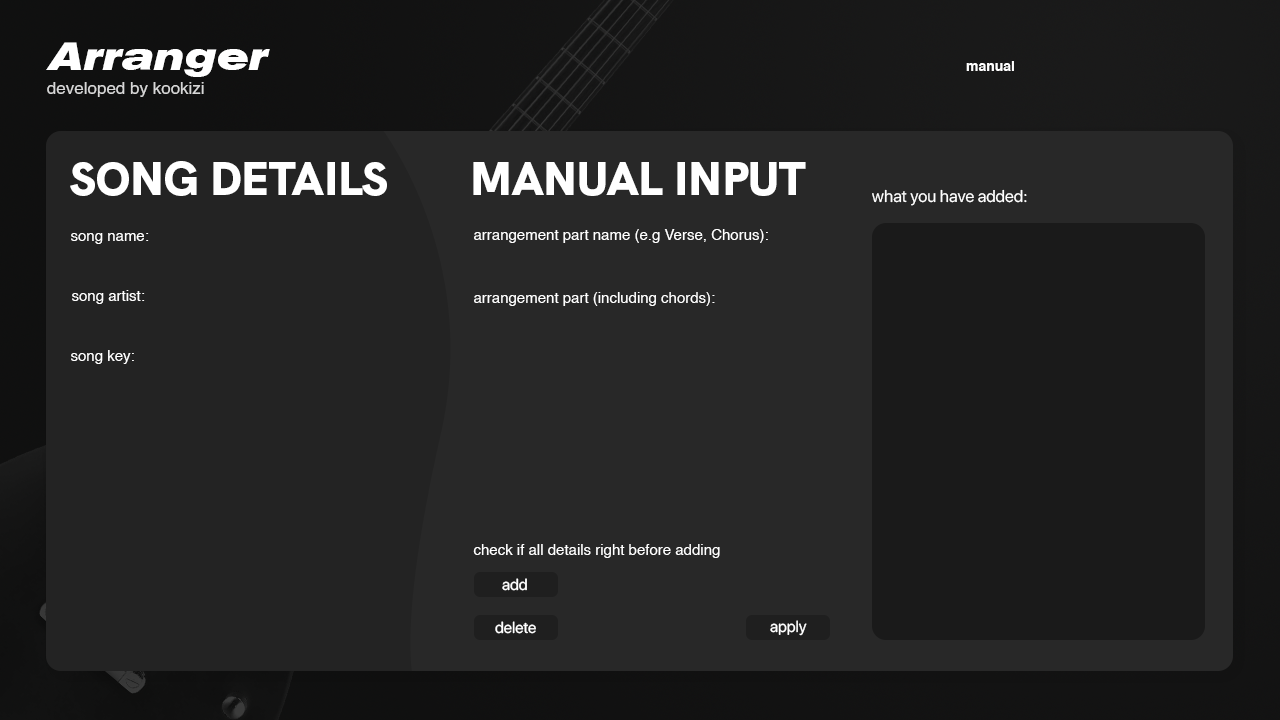 Arranger
developed by kookizi
manual
SONG DETAILS
song name:
song artist:
song key:
MANUAL INPUT
arrangement part name (e.g Verse, Chorus):
arrangement part (including chords):
check if all details right before adding
add
delete
apply
what you have added: